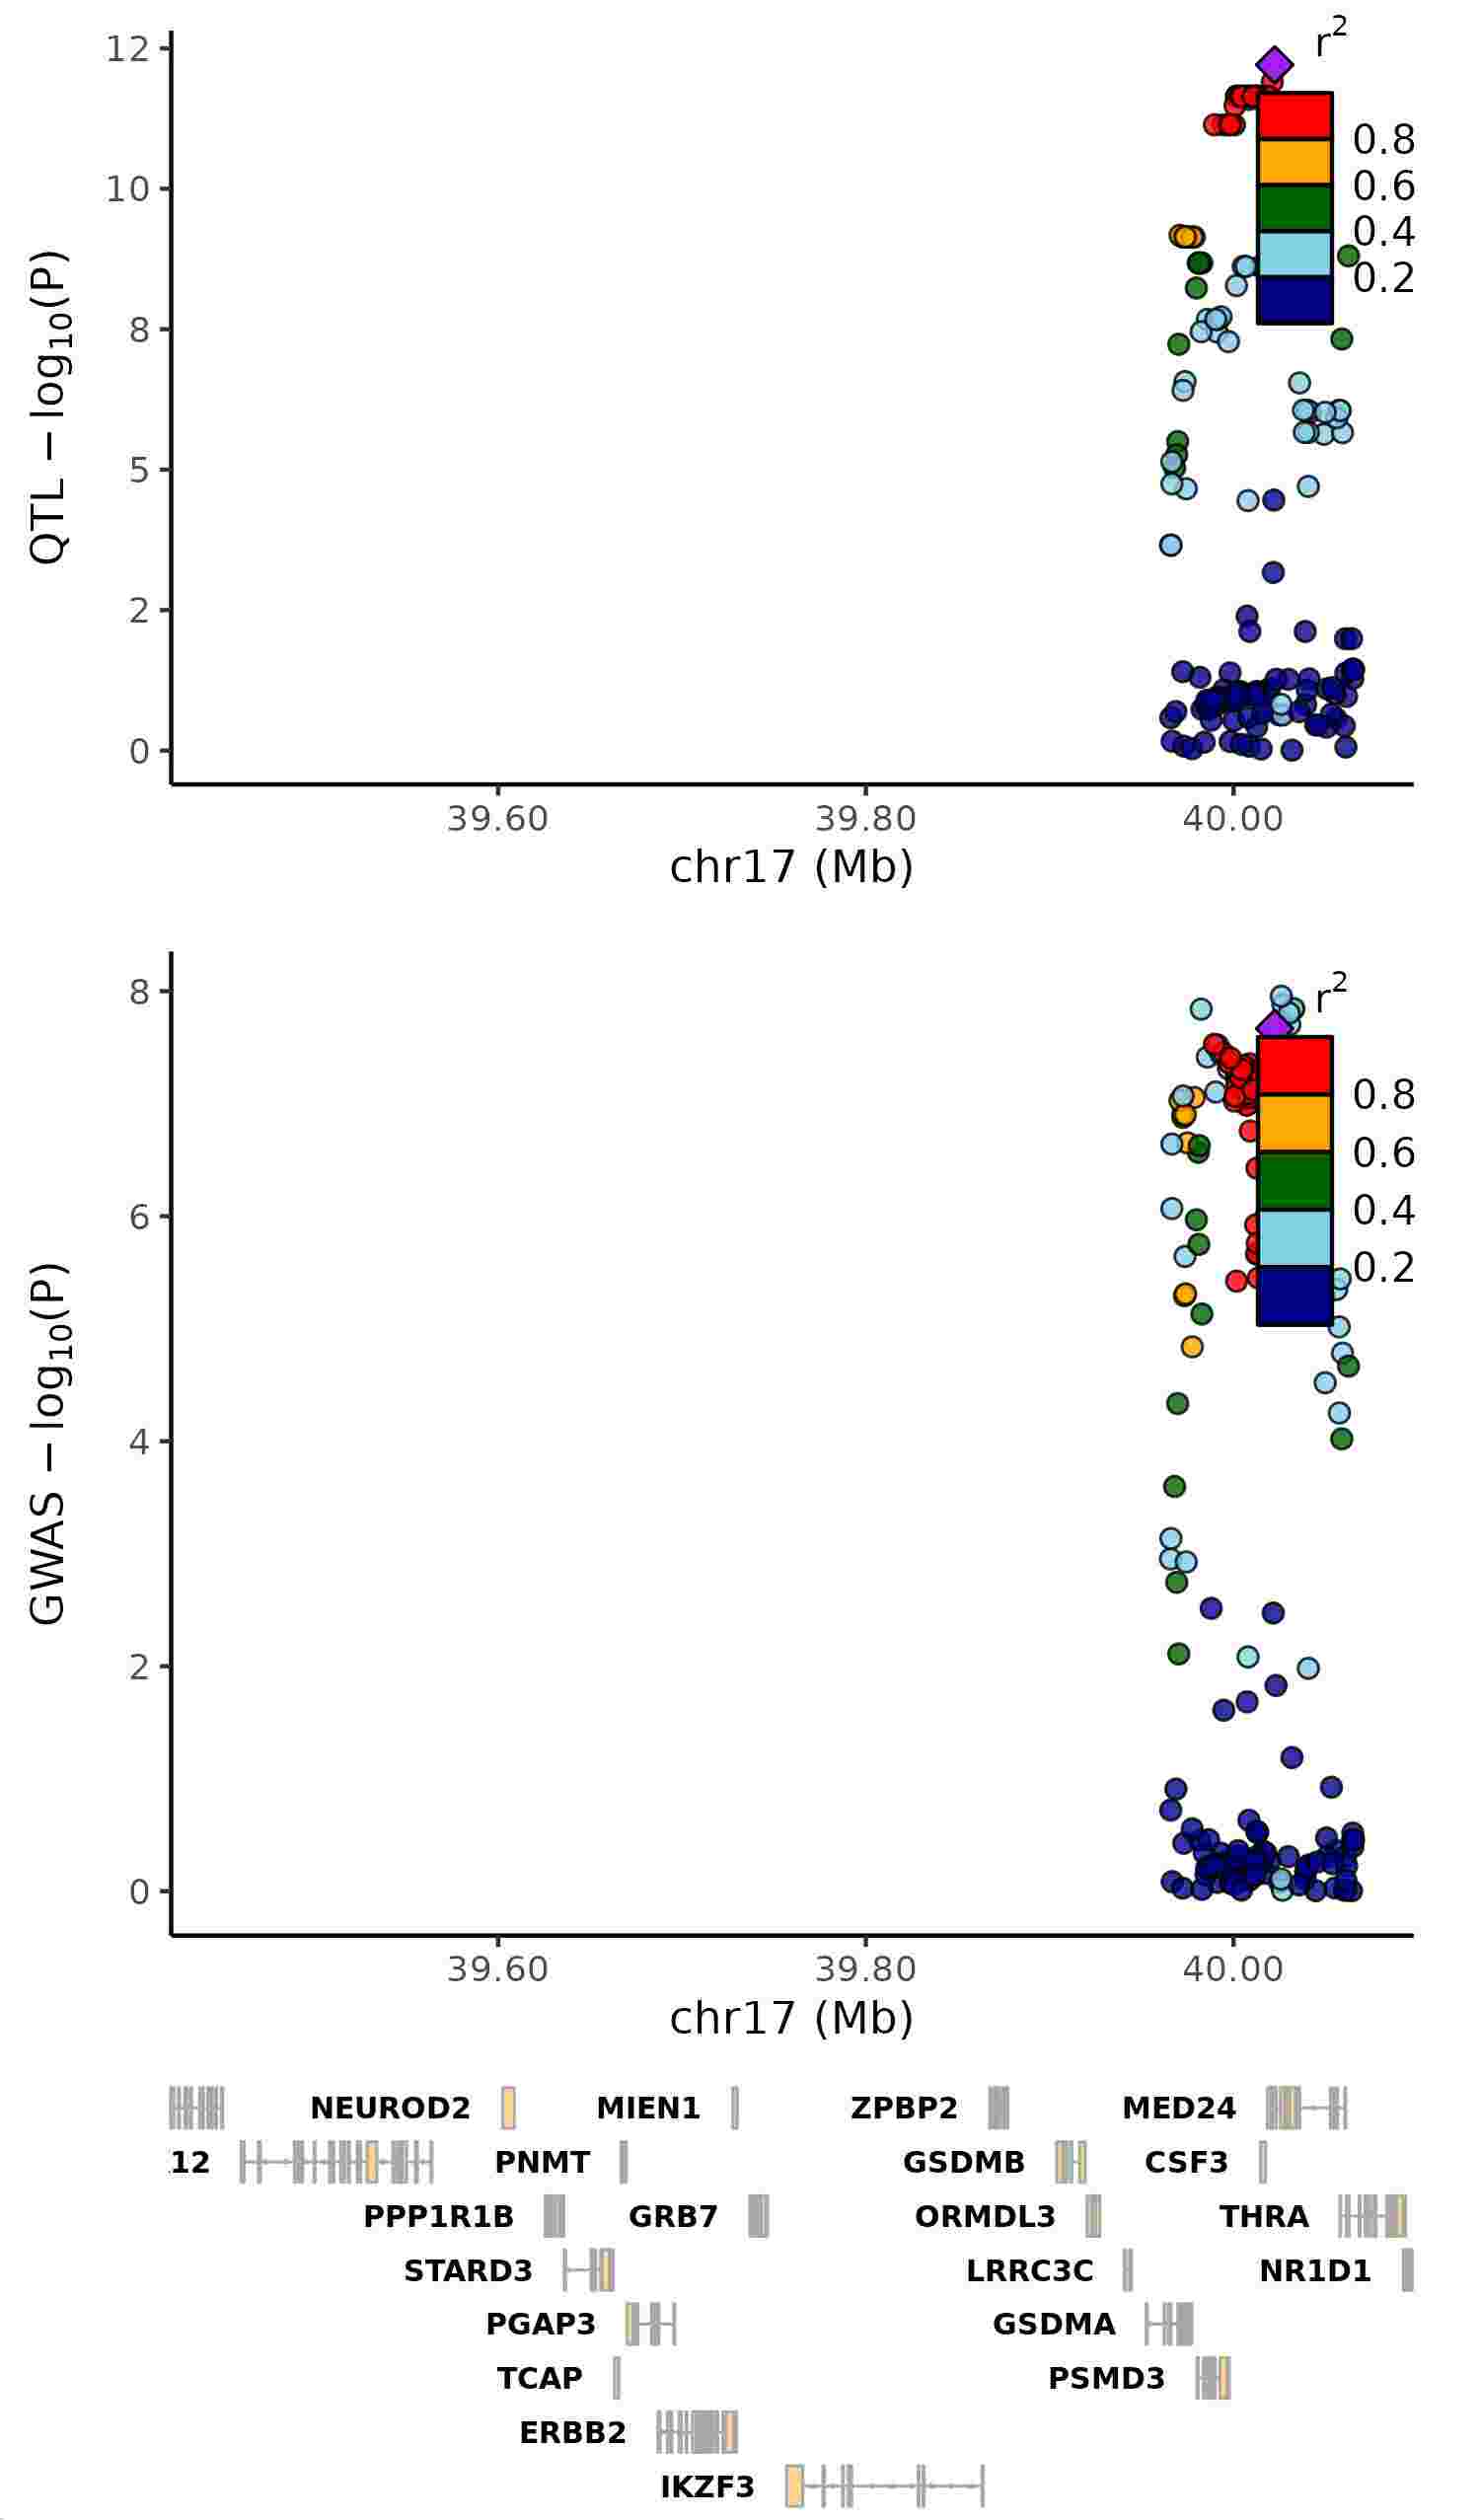 r²
12
10
8
5
2
0
0.8
0.6
0.4
0.2
QTL −log₁₀(P)
39.60 39.80 40.00
chr17 (Mb)
r²
8
6
4
2
0
0.8
0.6
0.4
0.2
GWAS −log₁₀(P)
39.60 39.80 40.00
chr17 (Mb)
NEUROD2 MIEN1 ZPBP2 MED24
12 PNMT GSDMB CSF3
PPP1R1B GRB7 ORMDL3 THRA
STARD3 LRRC3C NR1D1
PGAP3 GSDMA
TCAP PSMD3
ERBB2
IKZF3